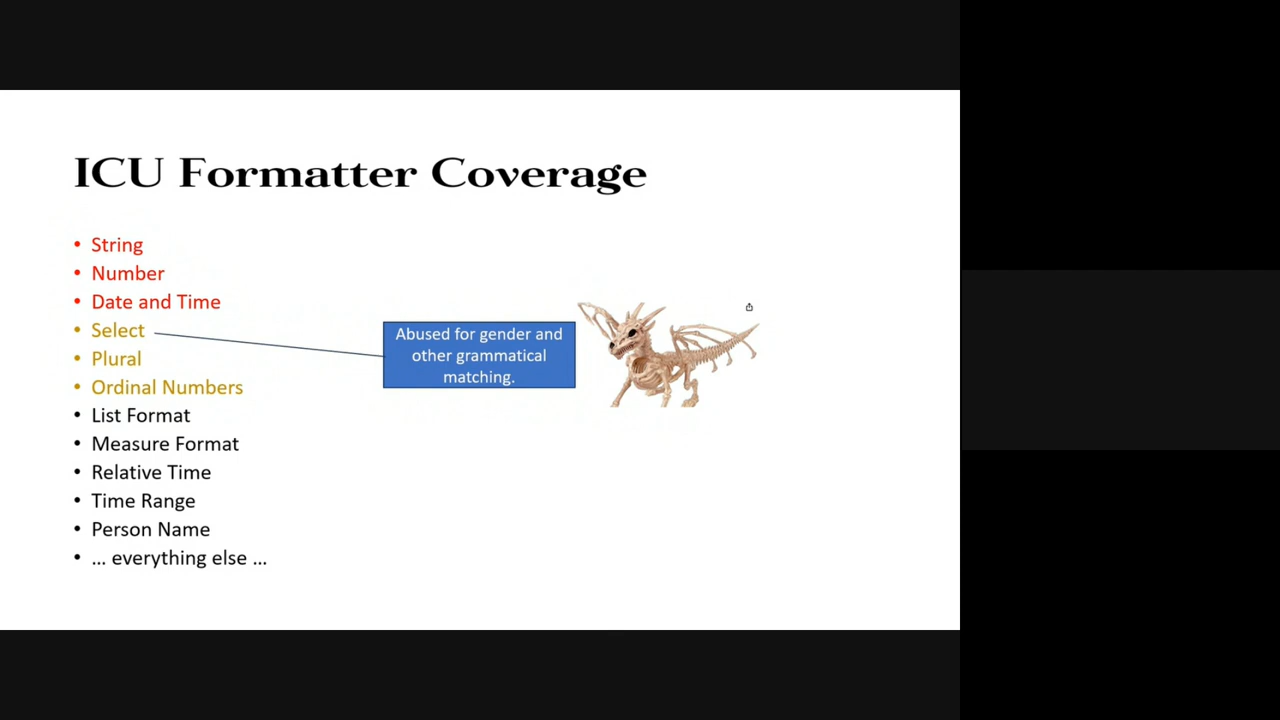 ICU Formatter Coverage
• String
• Number
• Date and Time
• Select
• Plural
• Ordinal Numbers
• List Format
• Measure Format
• Relative Time
• Time Range
• Person Name
• ... everything else ...
Abused for gender and
other grammatical
matching.